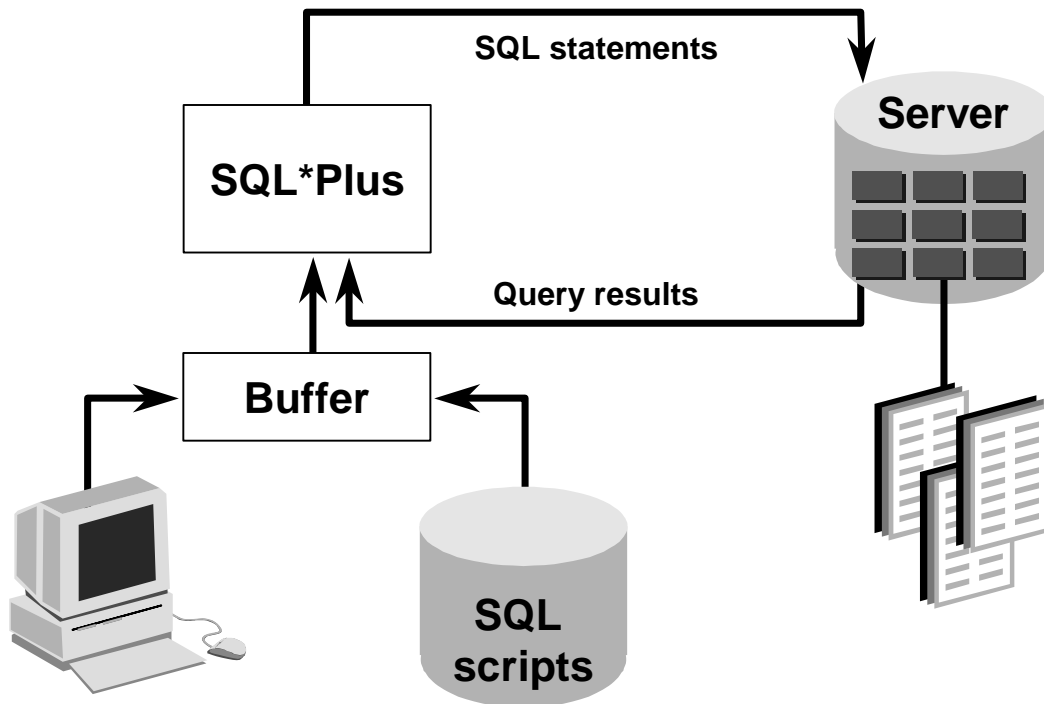 SQL statements
Server
SQL*Plus
Query results
Buffer
SQL
scripts